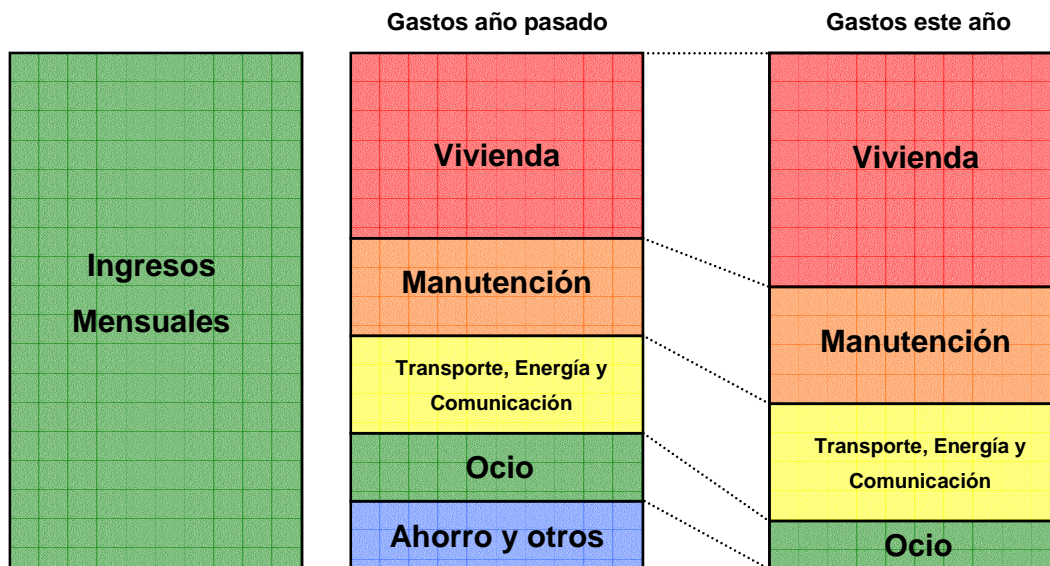 Gastos año pasado
Gastos este año
Ingresos
Mensuales
Vivienda
Manutención
Transporte, Energía y
Comunicación
Ocio
Ahorro y otros
Vivienda
Manutención
Transporte, Energía y
Comunicación
Ocio